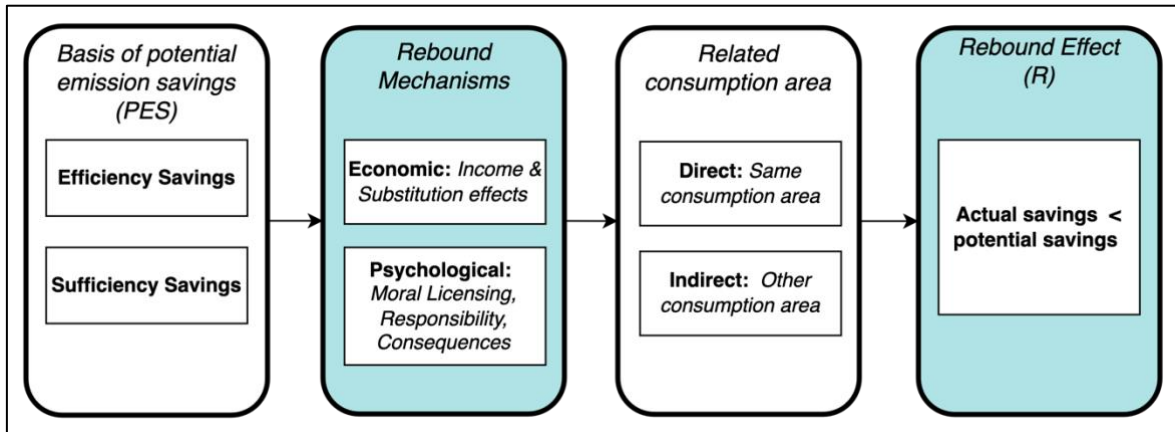 Basis of potential
emission savings
(PES)
Efficiency Savings
Sufficiency Savings
Rebound
Mechanisms
Economic: Income &
Substitution effects
Psychological:
Moral Licensing,
Responsibility,
Consequences
Related
consumption area
Direct: Same
consumption area
Indirect: Other
consumption area
Rebound Effect
(R)
Actual savings <
potential savings